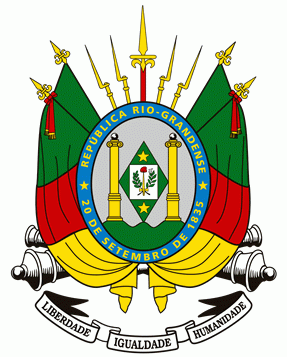 REPÚBLICA RIO-GRANDENSE
20 DE SETEMBRO DE 1835
LIBERDADE
IGUALDADE
HUMANIDADE